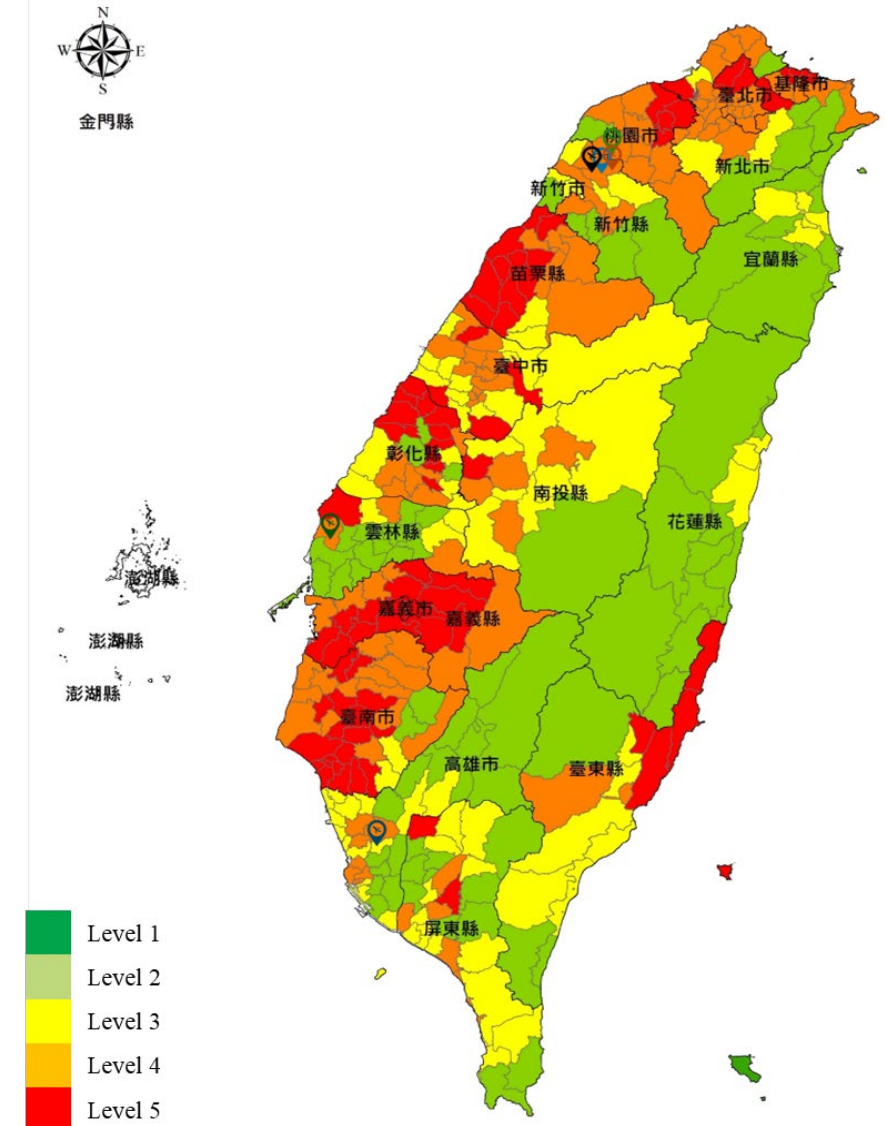 N
W E
S
金門縣
基隆市
臺北市
桃園市
新北市
新竹市
新竹縣
宜蘭縣
苗栗縣
臺中市
彰化縣
南投縣
花蓮縣
雲林縣
澎湖縣
嘉義市
嘉義縣
澎湖縣
澎湖縣
臺南市
高雄市
臺東縣
屏東縣
Level 1
Level 2
Level 3
Level 4
Level 5